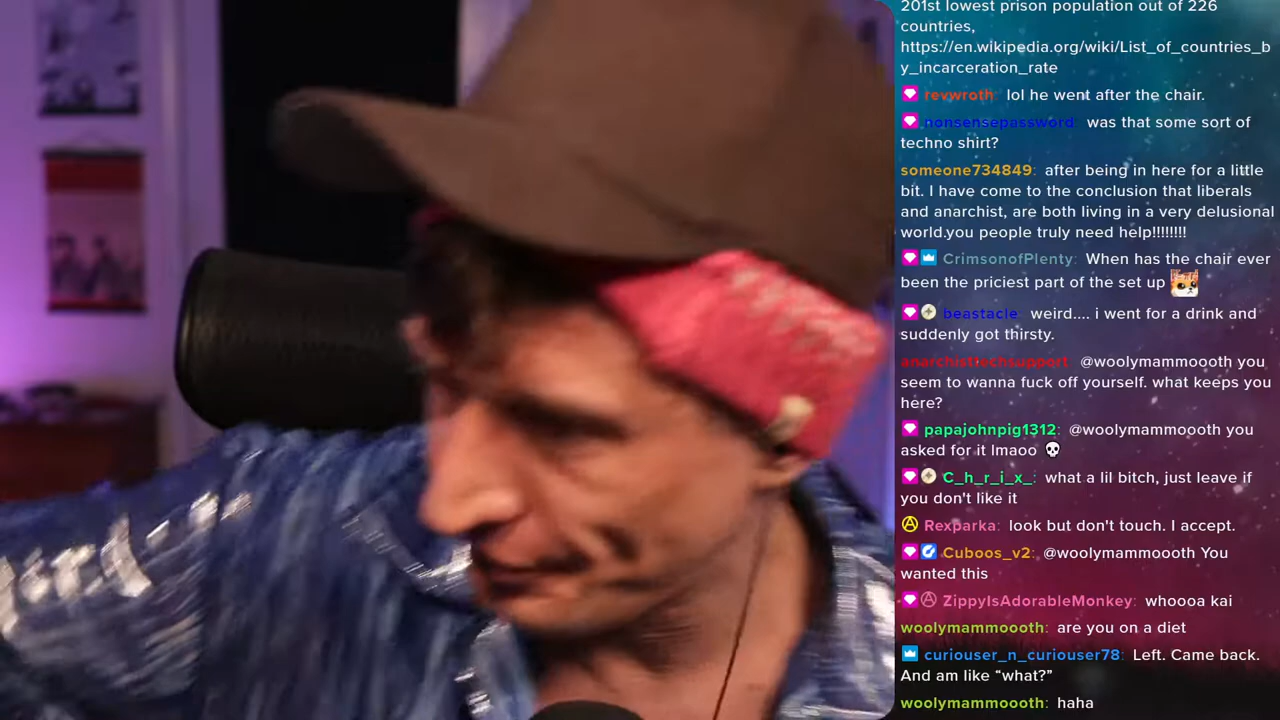 201st lowest prison population out of 226
countries,
https://en.wikipedia.org/wiki/List_of_countries_b
y_incarceration_rate
revwroth: lol he went after the chair.
nonsensepassword: was that some sort of
techno shirt?
someone734849: after being in here for a little
bit. I have come to the conclusion that liberals
and anarchist, are both living in a very delusional
world.you people truly need help!!!!!!!!
CrimsonofPlenty: When has the chair ever
been the priciest part of the set up
beastacle: weird.... i went for a drink and
suddenly got thirsty.
anarchisttechsupport: @woolymammoooth you
seem to wanna fuck off yourself. what keeps you
here?
papajohnpig1312: @woolymammoooth you
asked for it lmaoo 💀
C_h_r_i_x_: what a lil bitch, just leave if
you don't like it
Rexparka: look but don't touch. I accept.
Cuboos_v2: @woolymammoooth You
wanted this
ZippyIsAdorableMonkey: whoooa kai
woolymammoooth: are you on a diet
curiouser_n_curiouser78: Left. Came back.
And am like “what?”
woolymammoooth: haha